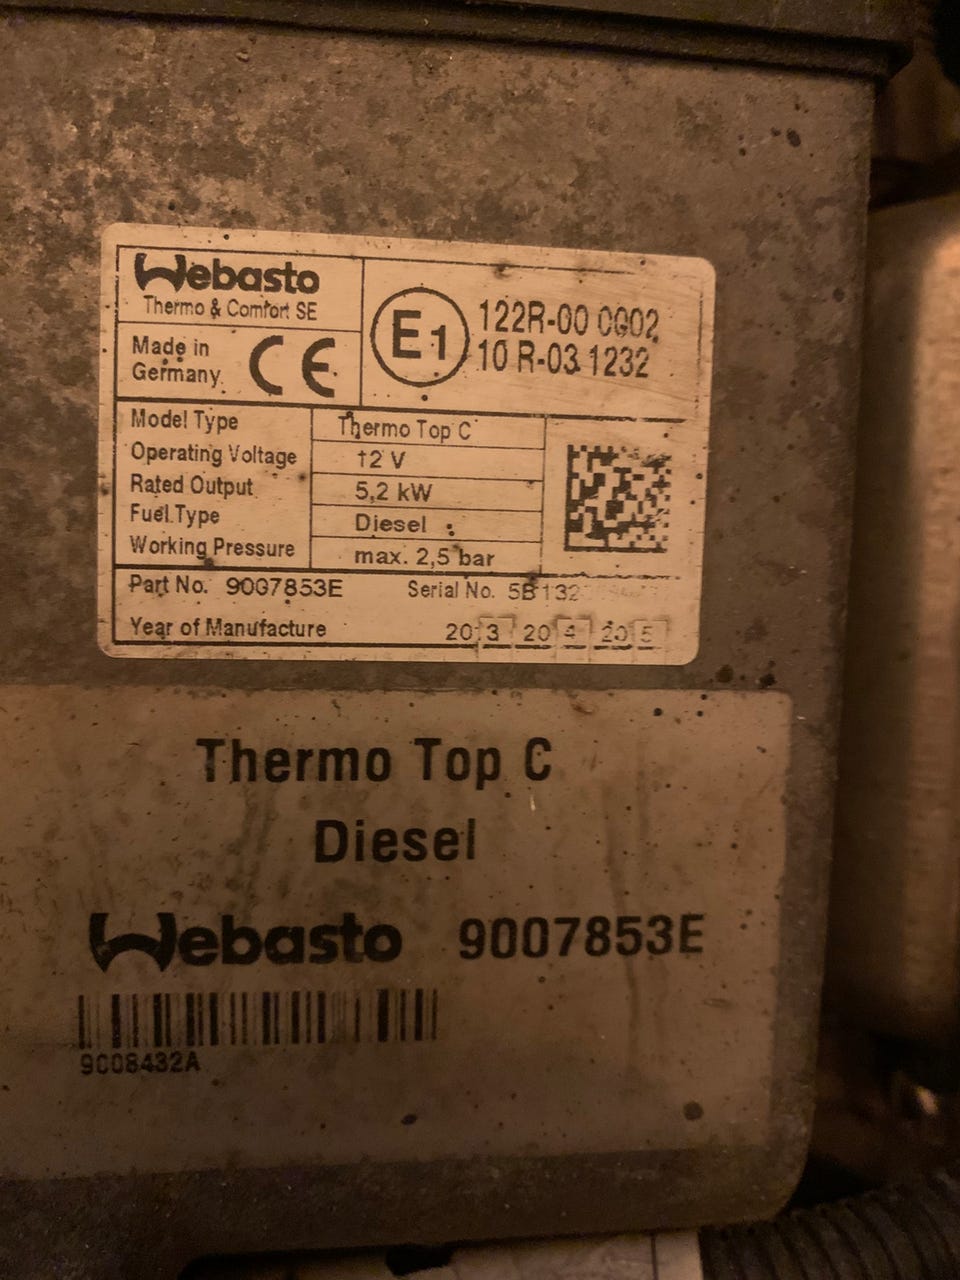 Webasto
Thermo & Comfort SE
Made in
Germany
CE
E1
122R-00 0002
10 R-03 1232
Model Type Thermo Top C
Operating Voltage 12 V
Rated Output 5,2 kW
Fuel Type Diesel
Working Pressure max. 2,5 bar
Part No. 9007853E Serial No. 5B132
Year of Manufacture 2013 2014 2015
Thermo Top C
Diesel
Webasto 9007853E
9008432A